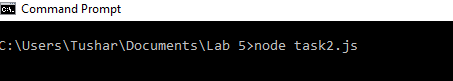 Command Prompt
C:\Users\Tushar\Documents\Lab 5>node task2.js